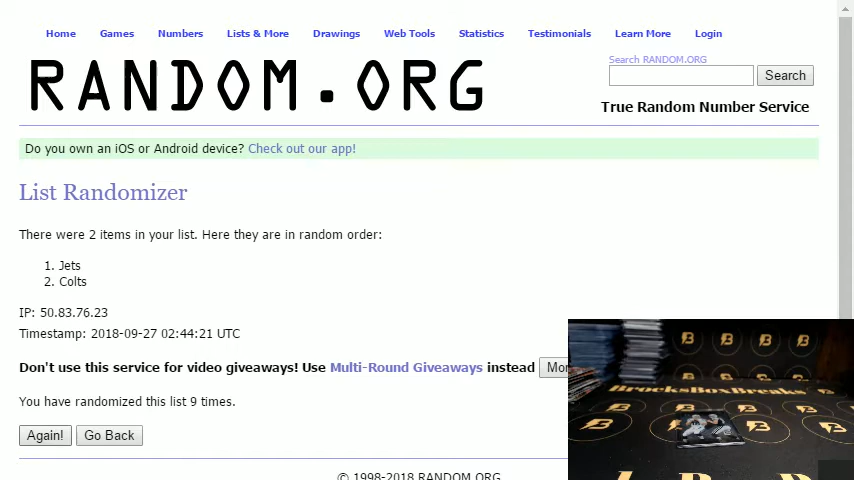 Home Games Numbers Lists & More Drawings Web Tools Statistics Testimonials Learn More Login
Search RANDOM.ORG
RANDOM.ORG
Search
True Random Number Service
Do you own an iOS or Android device? Check out our app!
List Randomizer
There were 2 items in your list. Here they are in random order:
1. Jets
2. Colts
IP: 50.83.76.23
Timestamp: 2018-09-27 02:44:21 UTC
Don't use this service for video giveaways! Use Multi-Round Giveaways instead
You have randomized this list 9 times.
Again! Go Back
© 1998-2018 RANDOM.ORG
BrocksBoxBreaks